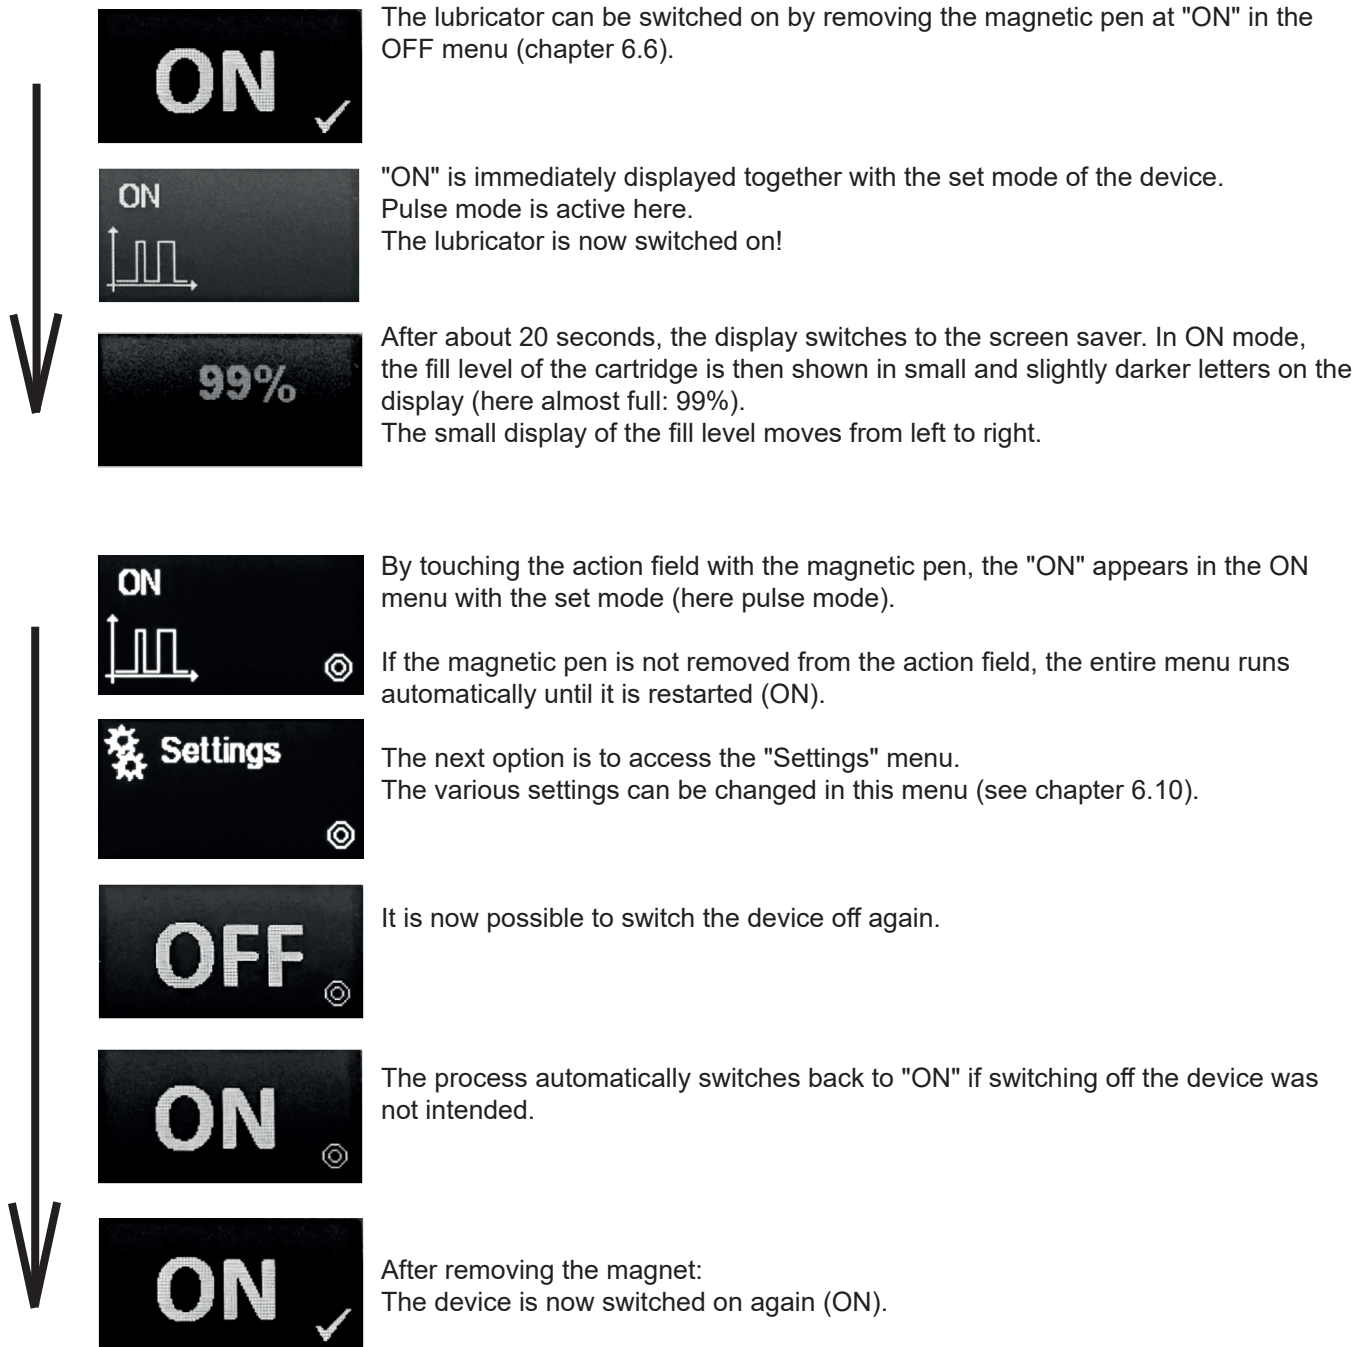 The lubricator can be switched on by removing the magnetic pen at "ON" in the
OFF menu (chapter 6.6).
ON
ON
"ON" is immediately displayed together with the set mode of the device.
Pulse mode is active here.
The lubricator is now switched on!
99%
After about 20 seconds, the display switches to the screen saver. In ON mode,
the fill level of the cartridge is then shown in small and slightly darker letters on the
display (here almost full: 99%).
The small display of the fill level moves from left to right.
ON
By touching the action field with the magnetic pen, the "ON" appears in the ON
menu with the set mode (here pulse mode).
If the magnetic pen is not removed from the action field, the entire menu runs
automatically until it is restarted (ON).
Settings
The next option is to access the "Settings" menu.
The various settings can be changed in this menu (see chapter 6.10).
OFF
It is now possible to switch the device off again.
ON
The process automatically switches back to "ON" if switching off the device was
not intended.
ON
After removing the magnet:
The device is now switched on again (ON).